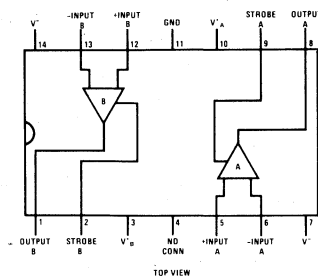 V⁻ -INPUT B +INPUT B GND V⁺A STROBE A OUTPUT A
14 13 12 11 10 9 8
B
A
1 2 3 4 5 6 7
OUTPUT B STROBE B V⁺B NO CONN +INPUT A -INPUT A V⁻
TOP VIEW